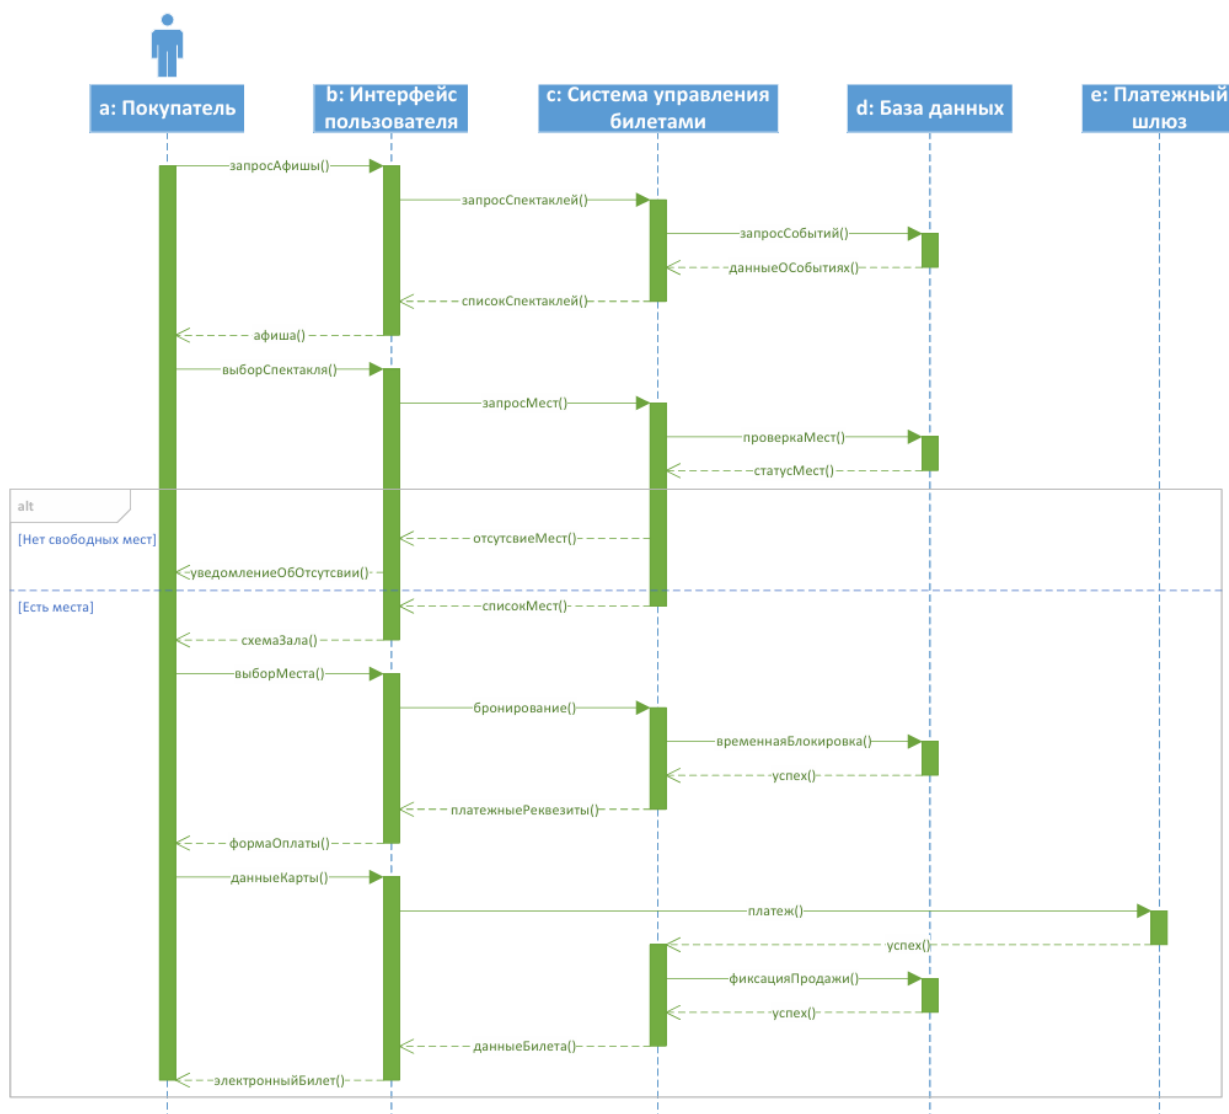 a: Покупатель
b: Интерфейс
пользователя
c: Система управления
билетами
d: База данных
e: Платежный
шлюз
запросАфишы()
запросСпектаклей()
запросСобытий()
данныеОСобытиях()
списокСпектаклей()
афиша()
выборСпектакля()
запросМест()
проверкаМест()
статусМест()
alt
[Нет свободных мест]
отсутсвиеМест()
уведомлениеОбОтсутсвии()
[Есть места]
списокМест()
схемаЗала()
выборМеста()
бронирование()
временнаяБлокировка()
успех()
платежныеРеквезиты()
формаОплаты()
данныеКарты()
платеж()
успех()
фиксацияПродажи()
успех()
данныеБилета()
электронныйБилет()